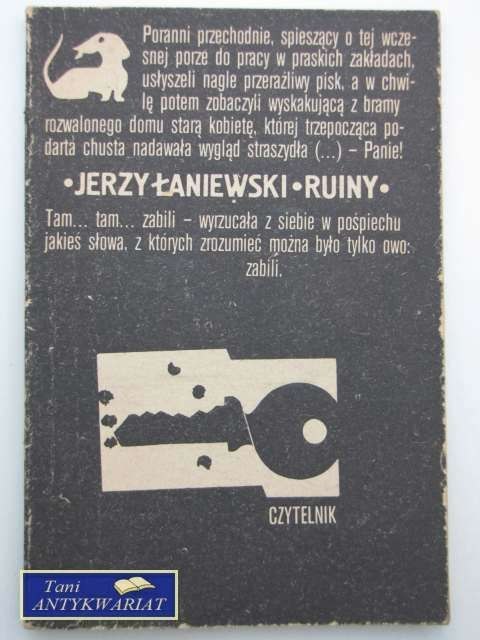 Poranni przechodnie, spieszący o tej wcze-
snej porze do pracy w praskich zakładach,
usłyszeli nagle przeraźliwy pisk, a w chwi-
lę potem zobaczyli wyskakującą z bramy
rozwalonego domu starą kobietę, której trzepocząca po-
darta chusta nadawała wygląd straszydła (...) – Panie!
•JERZY ŁANIEWSKI•RUINY•
Tam... tam... zabili – wyrzucała z siebie w pośpiechu
jakieś słowa, z których zrozumieć można było tylko owo:
zabili.
CZYTELNIK
Tani
ANTYKWARIAT